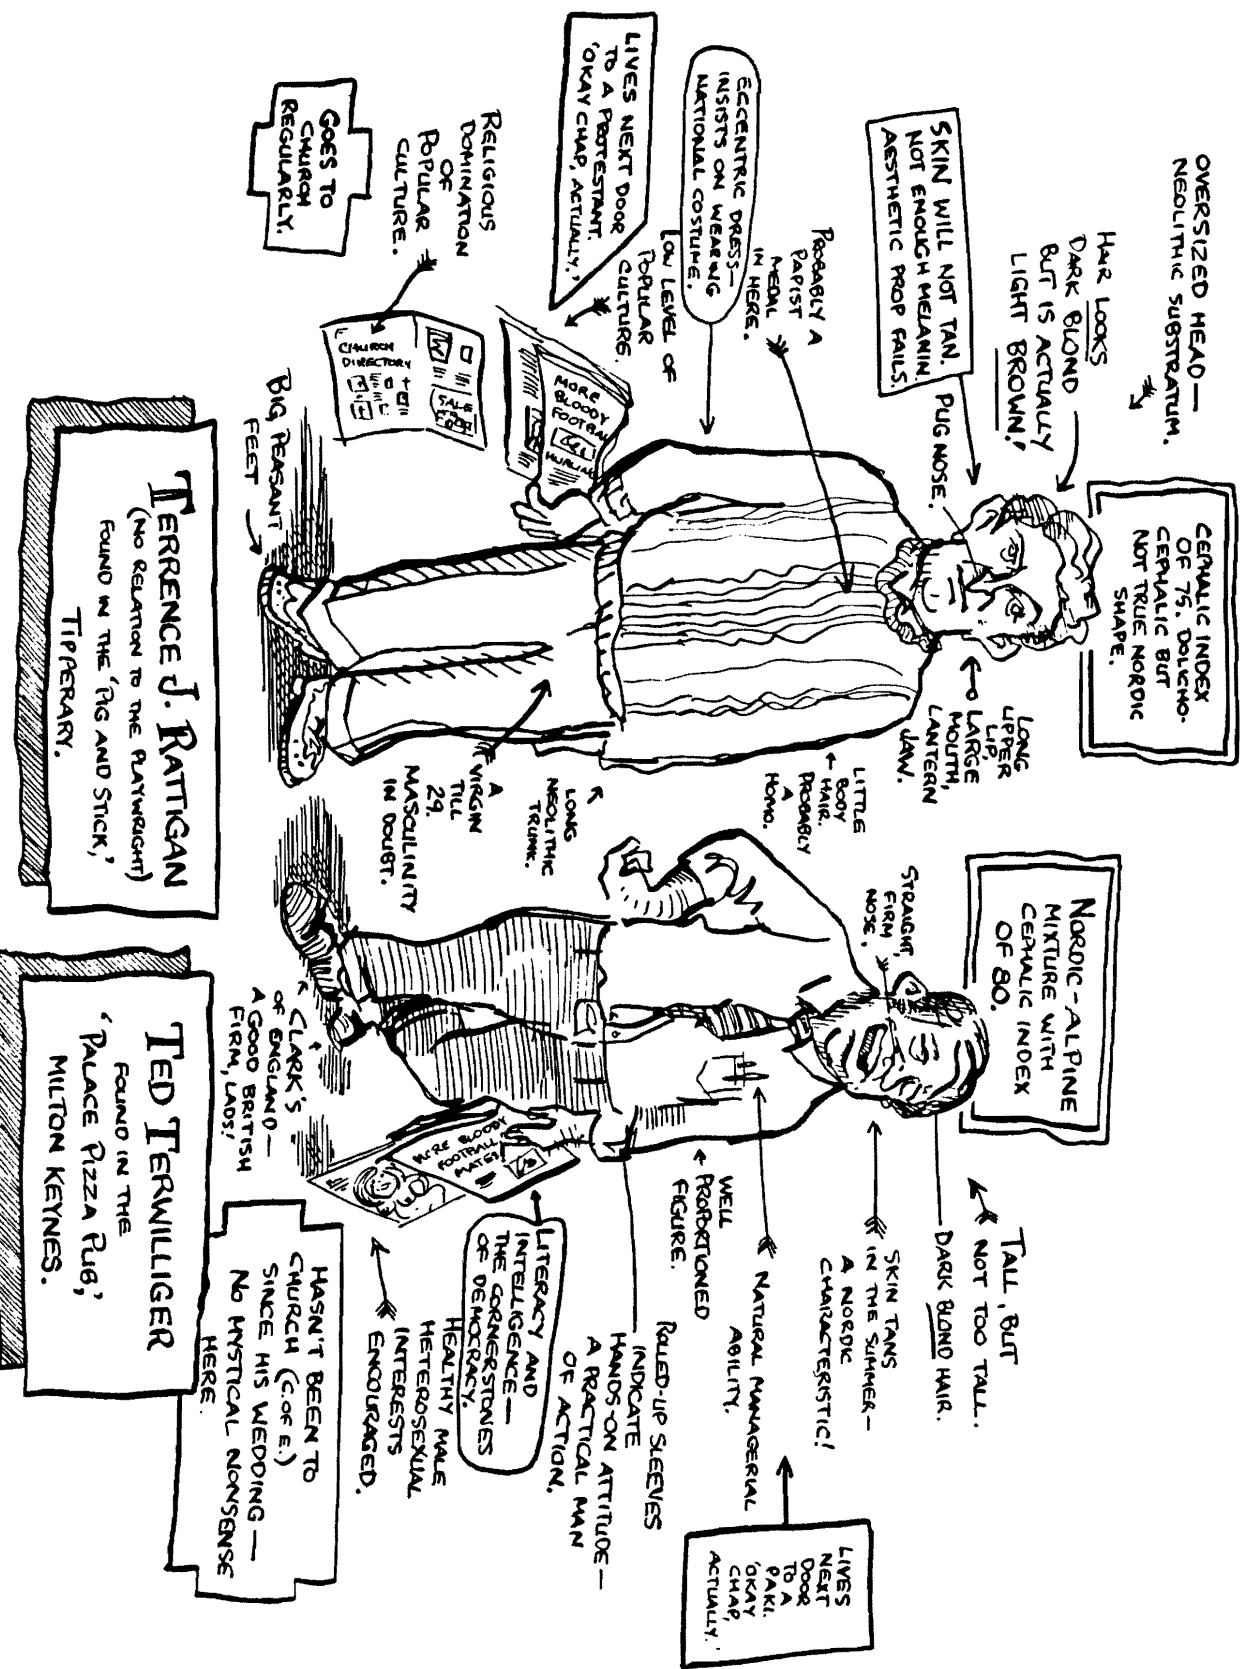 OVERSIZED HEAD—
NEOLITHIC SUBSTRATUM.
HAIR LOOKS
DARK BLOND
BUT IS ACTUALLY
LIGHT BROWN!
CEPHALIC INDEX
OF 75. DOLICHO-
CEPHALIC BUT
NOT TRUE NORDIC
SHAPE.
SKIN WILL NOT TAN.
NOT ENOUGH MELANIN.
AESTHETIC PROP FAILS.
PUG NOSE.
LONG
UPPER
LIP,
LARGE
MOUTH,
LANTERN
JAW.
PROBABLY A
PAPIST
MEDAL
IN HERE.
LITTLE
BODY
HAIR.
PROBABLY
A
HOMO.
ECCENTRIC DRESS—
INSISTS ON WEARING
NATIONAL COSTUME.
LOW LEVEL OF
POPULAR
CULTURE.
LIVES NEXT DOOR
TO A PROTESTANT.
'OKAY CHAP, ACTUALLY.'
MORE
BLOODY
FOOTBAL
HURLING
LONG
NEOLITHIC
TRUNK.
A
VIRGIN
TILL
29.
MASCULINITY
IN DOUBT.
RELIGIOUS
DOMINATION
OF
POPULAR
CULTURE.
CHURCH
DIRECTORY
SALE
FOOD
GOES TO
CHURCH
REGULARLY.
BIG, PEASANT
FEET
TERRENCE J. RATTIGAN
(NO RELATION TO THE PLAYWRIGHT)
FOUND IN THE 'PIG AND STICK,'
TIPPERARY.
NORDIC-ALPINE
MIXTURE WITH
CEPHALIC INDEX
OF 80.
TALL, BUT
NOT TOO TALL.
DARK BLOND HAIR.
STRAIGHT,
FIRM
NOSE.
SKIN TANS
IN THE SUMMER—
A NORDIC
CHARACTERISTIC!
LIVES
NEXT
DOOR
TO A
PAKI.
'OKAY
CHAP,
ACTUALLY.'
NATURAL MANAGERIAL
ABILITY.
WELL
PROPORTIONED
FIGURE.
ROLLED-UP SLEEVES
INDICATE
HANDS-ON ATTITUDE—
A PRACTICAL MAN
OF ACTION.
LITERACY AND
INTELLIGENCE—
THE CORNERSTONES
OF DEMOCRACY.
MORE BLOODY
FOOTBALL
MATES!
HEALTHY MALE
HETEROSEXUAL
INTERESTS
ENCOURAGED.
CLARK'S
OF ENGLAND—
A GOOD BRITISH
FIRM, LADS!
HASN'T BEEN TO
CHURCH (C. OF E.)
SINCE HIS WEDDING—
NO MYSTICAL NONSENSE
HERE.
TED TERWILLIGER
FOUND IN THE
'PALACE PIZZA PUB,'
MILTON KEYNES.